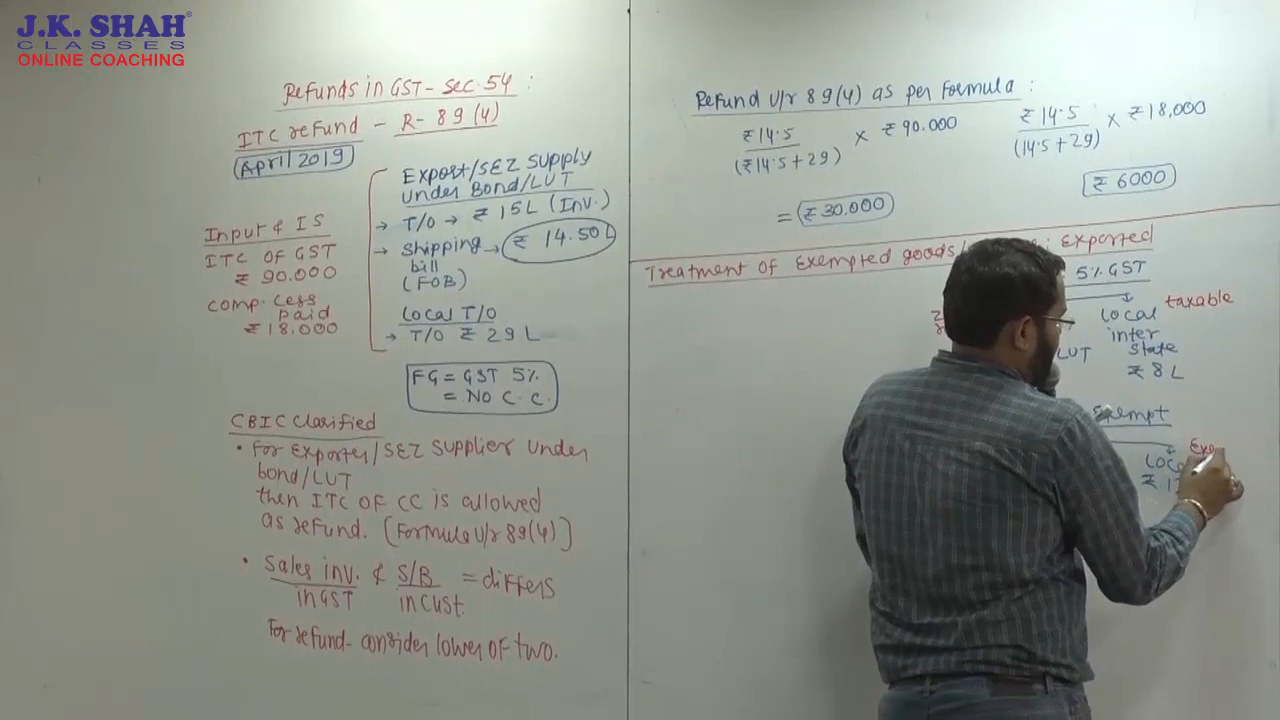 J.K. SHAH®
CLASSES
ONLINE COACHING
Refunds in GST - Sec. 54 :
ITC refund - R- 89 (4)
April 2019
Input & IS
ITC OF GST
₹ 90.000
comp. cess
paid
₹ 18.000
Export/SEZ Supply
under Bond/LUT
→ T/O → ₹ 15L (Inv.)
→ Shipping → ₹ 14.50L
bill
(FOB)
Local T/O
→ T/O ₹ 29 L
FG = GST 5%
= NO C. C.
CBIC Clarified
• For Exporter/SEZ Supplier under
bond/LUT
then ITC OF CC is allowed
as refund. [Formula U/r 89(4)]
• Sales inv. & S/B = differs
in GST in Cust.
For refund- consider lower of two.
Refund U/r 89(4) as per Formula :
₹ 14.5
(₹14.5+29) × ₹ 90.000
= ₹ 30.000
₹ 14.5
(14.5+29) × ₹ 18,000
₹ 6000
Treatment of Exempted goods/ : Exported
5% GST
Local taxable
inter
State
₹ 8 L
LUT
Exempt